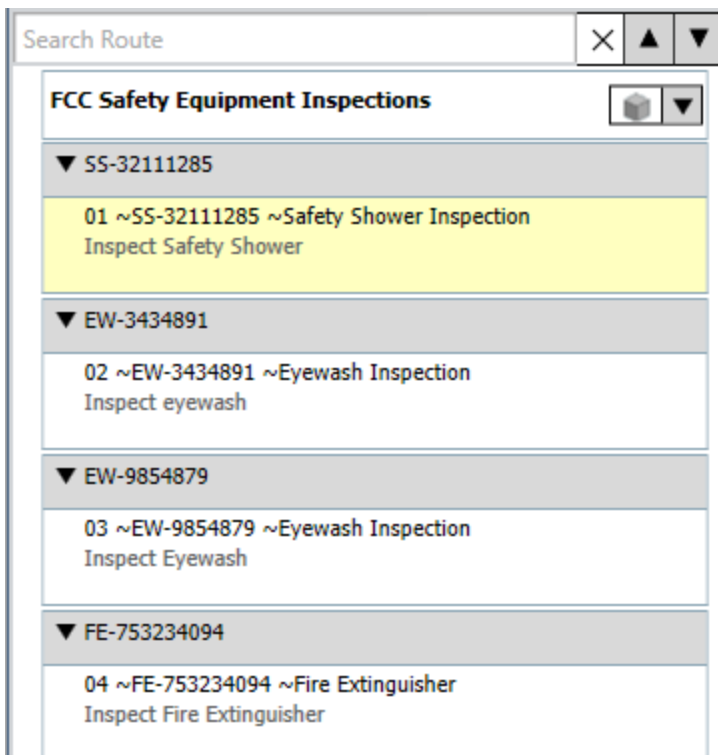 Search Route
FCC Safety Equipment Inspections
SS-32111285
01 ~SS-32111285 ~Safety Shower Inspection
Inspect Safety Shower
EW-3434891
02 ~EW-3434891 ~Eyewash Inspection
Inspect eyewash
EW-9854879
03 ~EW-9854879 ~Eyewash Inspection
Inspect Eyewash
FE-753234094
04 ~FE-753234094 ~Fire Extinguisher
Inspect Fire Extinguisher